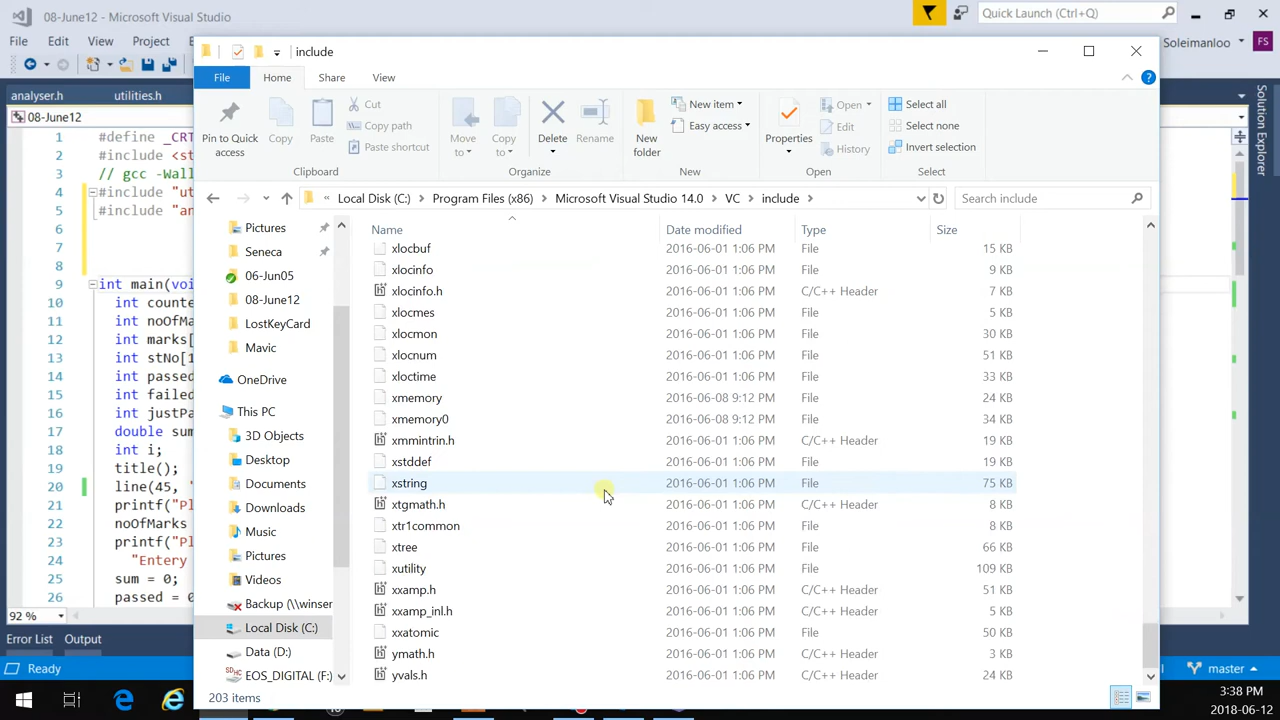 08-June12 - Microsoft Visual Studio
Quick Launch (Ctrl+Q)
File Edit View Project
Soleimanloo FS
analyser.h utilities.h
08-June12
Solution Explorer
1 #define _CRT
2 #include <st
3 // gcc -Wall
4 #include "ut
5 #include "an
6
7
8
9 int main(voi
10 int counte
11 int noOfMa
12 int marks[
13 int stNo[1
14 int passed
15 int failed
16 int justPa
17 double sum
18 int i;
19 title();
20 line(45, '
21 printf("Pl
22 noOfMarks
23 printf("Pl
24 "Entery
25 sum = 0;
26 passed = 0
92 %
Error List Output
Ready
master
include
File Home Share View
Pin to Quick access
Copy
Paste
Cut
Copy path
Paste shortcut
Clipboard
Move to
Copy to
Delete
Rename
Organize
New folder
New item
Easy access
New
Properties
Open
Edit
History
Open
Select all
Select none
Invert selection
Select
« Local Disk (C:) Program Files (x86) Microsoft Visual Studio 14.0 VC include
Search include
Pictures
Seneca
06-Jun05
08-June12
LostKeyCard
Mavic
OneDrive
This PC
3D Objects
Desktop
Documents
Downloads
Music
Pictures
Videos
Backup (\\winser
Local Disk (C:)
Data (D:)
EOS_DIGITAL (F:)
Name Date modified Type Size
xlocbuf 2016-06-01 1:06 PM File 15 KB
xlocinfo 2016-06-01 1:06 PM File 9 KB
xlocinfo.h 2016-06-01 1:06 PM C/C++ Header 7 KB
xlocmes 2016-06-01 1:06 PM File 5 KB
xlocmon 2016-06-01 1:06 PM File 30 KB
xlocnum 2016-06-01 1:06 PM File 51 KB
xloctime 2016-06-01 1:06 PM File 33 KB
xmemory 2016-06-08 9:12 PM File 24 KB
xmemory0 2016-06-08 9:12 PM File 34 KB
xmmintrin.h 2016-06-01 1:06 PM C/C++ Header 19 KB
xstddef 2016-06-01 1:06 PM File 19 KB
xstring 2016-06-01 1:06 PM File 75 KB
xtgmath.h 2016-06-01 1:06 PM C/C++ Header 8 KB
xtr1common 2016-06-01 1:06 PM File 8 KB
xtree 2016-06-01 1:06 PM File 66 KB
xutility 2016-06-01 1:06 PM File 109 KB
xxamp.h 2016-06-01 1:06 PM C/C++ Header 51 KB
xxamp_inl.h 2016-06-01 1:06 PM C/C++ Header 5 KB
xxatomic 2016-06-01 1:06 PM File 50 KB
ymath.h 2016-06-01 1:06 PM C/C++ Header 3 KB
yvals.h 2016-06-01 1:06 PM C/C++ Header 24 KB
203 items
3:38 PM
2018-06-12